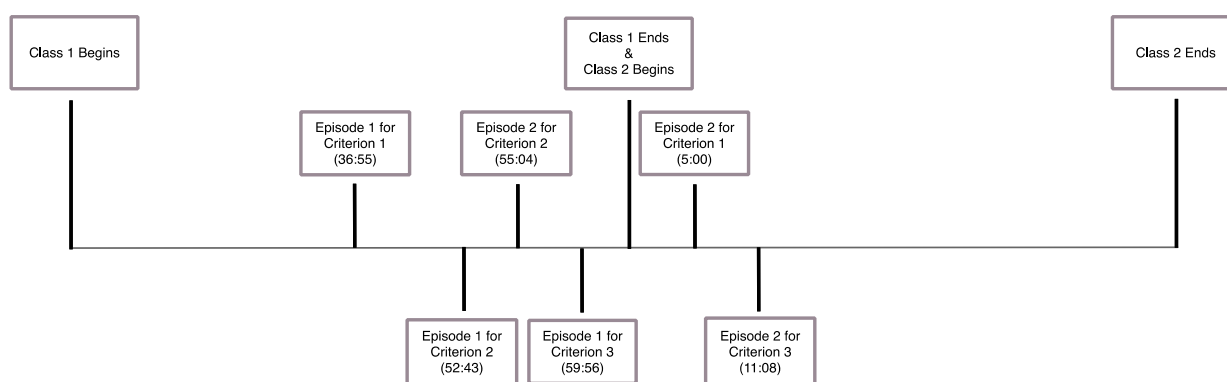 Class 1 Begins
Class 1 Ends
&
Class 2 Begins
Class 2 Ends
Episode 1 for
Criterion 1
(36:55)
Episode 2 for
Criterion 2
(55:04)
Episode 2 for
Criterion 1
(5:00)
Episode 1 for
Criterion 2
(52:43)
Episode 1 for
Criterion 3
(59:56)
Episode 2 for
Criterion 3
(11:08)